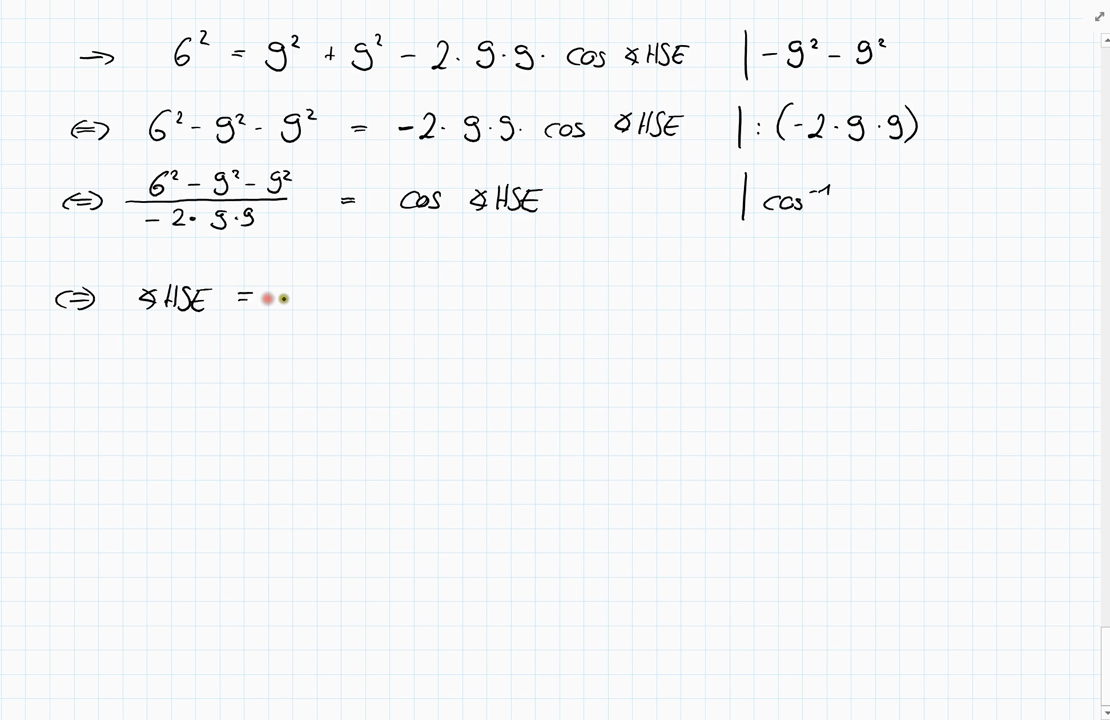 ⇒ 6² = 9² + 9² − 2 · 9 · 9 · cos ∢HSE | − 9² − 9²
⇔ 6² − 9² − 9² = −2 · 9 · 9 · cos ∢HSE | : (−2 · 9 · 9)
⇔ (6² − 9² − 9²) / (−2 · 9 · 9) = cos ∢HSE | cos⁻¹
⇔ ∢HSE =